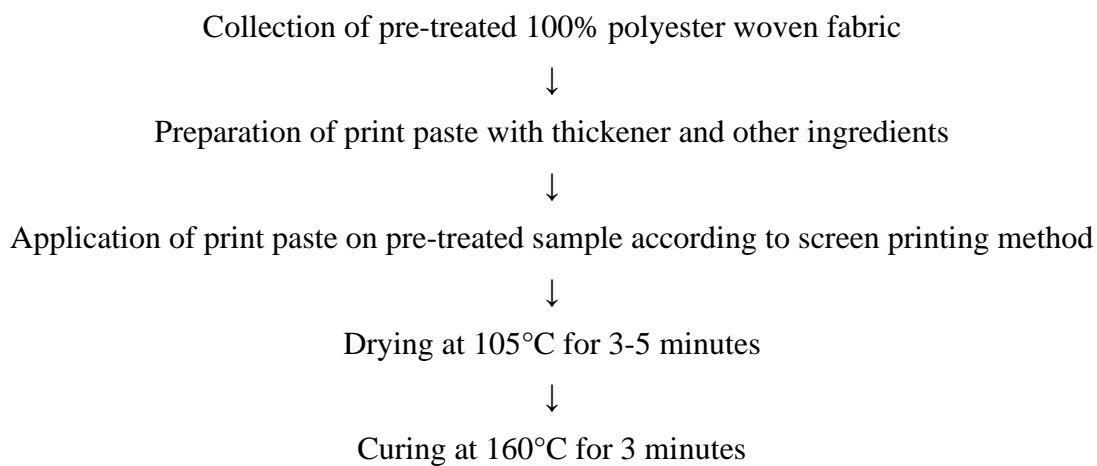 Collection of pre-treated 100% polyester woven fabric
↓
Preparation of print paste with thickener and other ingredients
↓
Application of print paste on pre-treated sample according to screen printing method
↓
Drying at 105°C for 3-5 minutes
↓
Curing at 160°C for 3 minutes